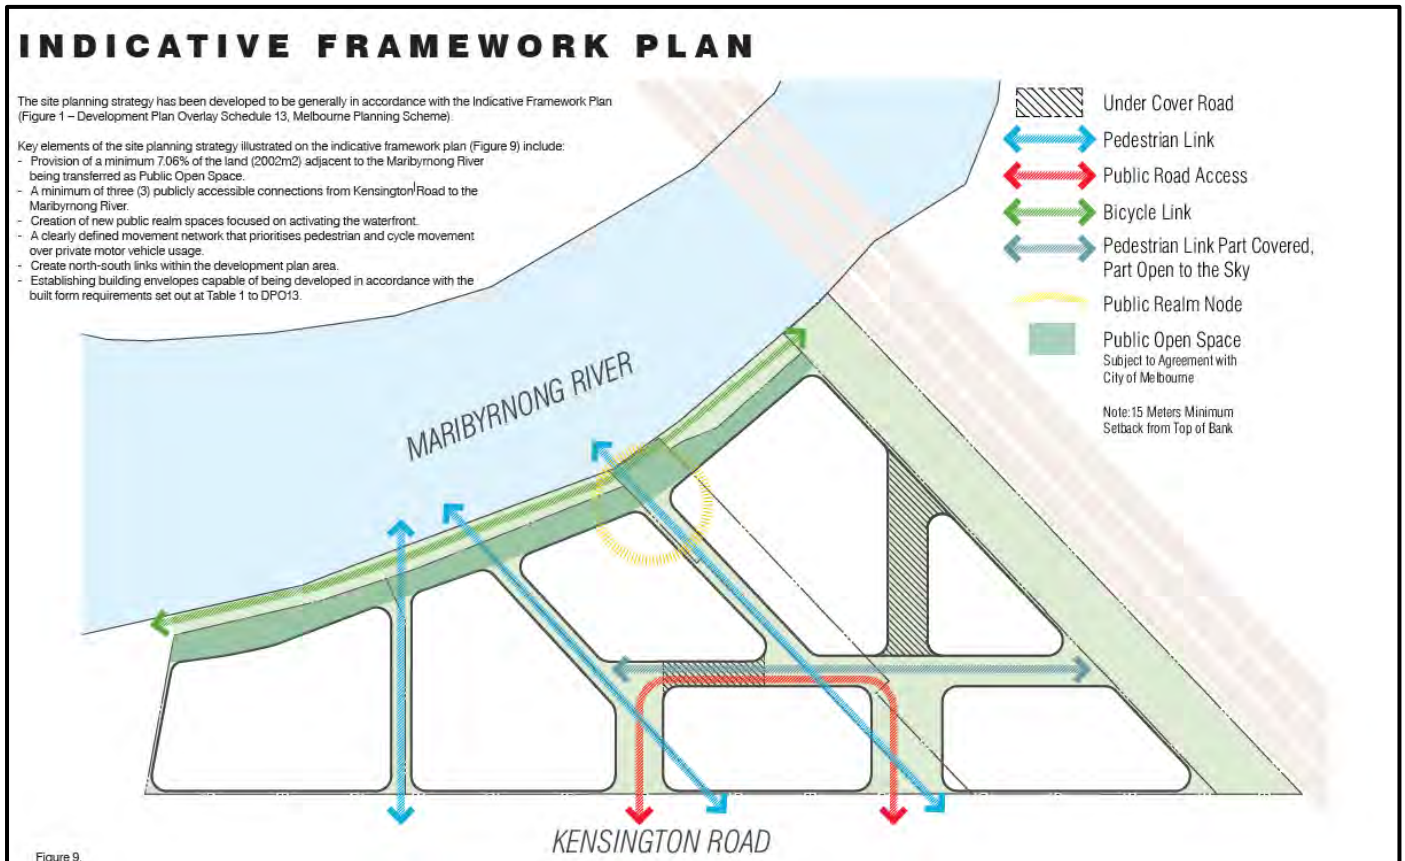 INDICATIVE FRAMEWORK PLAN
The site planning strategy has been developed to be generally in accordance with the Indicative Framework Plan
(Figure 1 – Development Plan Overlay Schedule 13, Melbourne Planning Scheme)
Key elements of the site planning strategy illustrated on the indicative framework plan (Figure 9) include:
- Provision of a minimum 7.06% of the land (2002m2) adjacent to the Maribyrnong River
being transferred as Public Open Space.
- A minimum of three (3) publicly accessible connections from Kensington Road to the
Maribyrnong River.
- Creation of new public realm spaces focused on activating the waterfront.
- A clearly defined movement network that prioritises pedestrian and cycle movement
over private motor vehicle usage.
- Create north-south links within the development plan area.
- Establishing building envelopes capable of being developed in accordance with the
built form requirements set out at Table 1 to DPO13.
Under Cover Road
Pedestrian Link
Public Road Access
Bicycle Link
Pedestrian Link Part Covered,
Part Open to the Sky
Public Realm Node
Public Open Space
Subject to Agreement with
City of Melbourne
Note:15 Meters Minimum
Setback from Top of Bank
MARIBYRNONG RIVER
KENSINGTON ROAD
Figure 9.